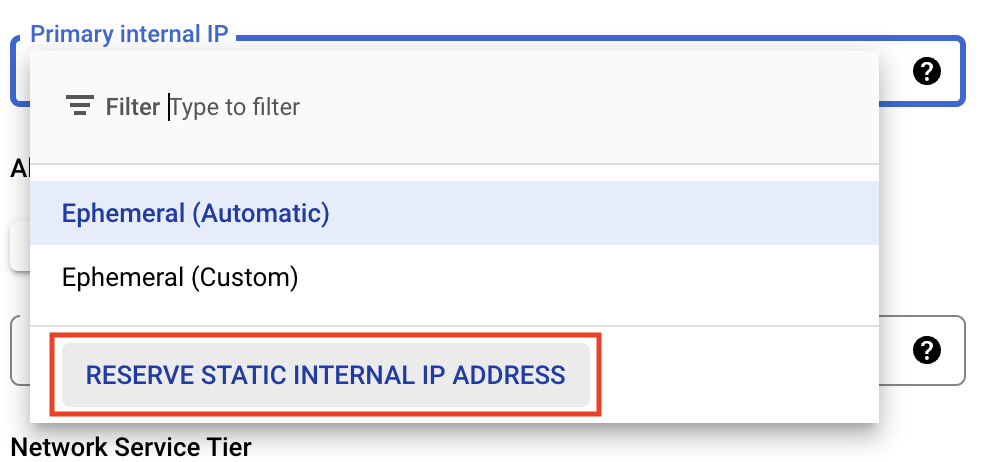 Primary internal IP
Filter Type to filter
Ephemeral (Automatic)
Ephemeral (Custom)
RESERVE STATIC INTERNAL IP ADDRESS
Network Service Tier